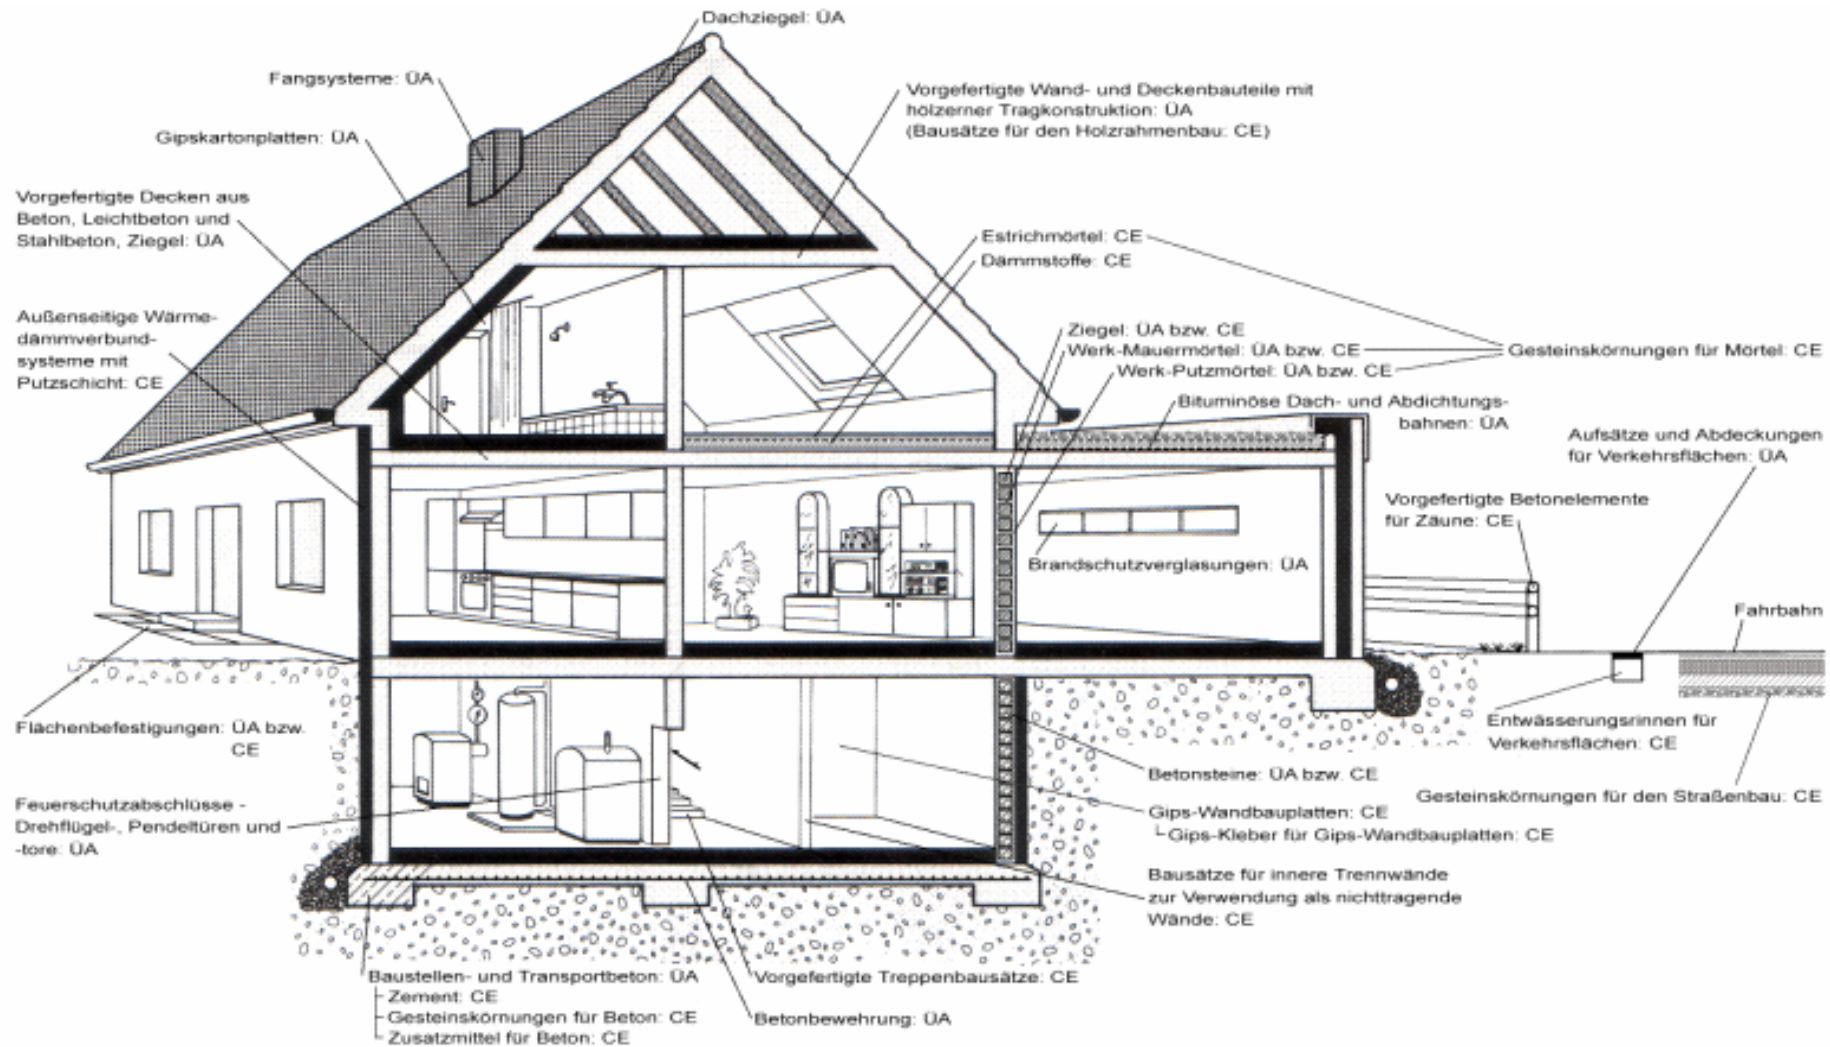 Dachziegel: ÜA
Fangsysteme: ÜA
Vorgefertigte Wand- und Deckenbauteile mit
hölzerner Tragkonstruktion: ÜA
(Bausätze für den Holzrahmenbau: CE)
Gipskartonplatten: ÜA
Vorgefertigte Decken aus
Beton, Leichtbeton und
Stahlbeton, Ziegel: ÜA
Estrichmörtel: CE
Dämmstoffe: CE
Außenseitige Wärme-
dämmverbund-
systeme mit
Putzschicht: CE
Ziegel: ÜA bzw. CE
Werk-Mauermörtel: ÜA bzw. CE
Werk-Putzmörtel: ÜA bzw. CE
Gesteinskörnungen für Mörtel: CE
Bituminöse Dach- und Abdichtungs-
bahnen: ÜA
Aufsätze und Abdeckungen
für Verkehrsflächen: ÜA
Vorgefertigte Betonelemente
für Zäune: CE
Brandschutzverglasungen: ÜA
Fahrbahn
Flächenbefestigungen: ÜA bzw.
CE
Entwässerungsrinnen für
Verkehrsflächen: CE
Betonsteine: ÜA bzw. CE
Gesteinskörnungen für den Straßenbau: CE
Feuerschutzabschlüsse -
Drehflügel-, Pendeltüren und
-tore: ÜA
Gips-Wandbauplatten: CE
Gips-Kleber für Gips-Wandbauplatten: CE
Bausätze für innere Trennwände
zur Verwendung als nichttragende
Wände: CE
Baustellen- und Transportbeton: ÜA
Zement: CE
Gesteinskörnungen für Beton: CE
Zusatzmittel für Beton: CE
Vorgefertigte Treppenbausätze: CE
Betonbewehrung: ÜA